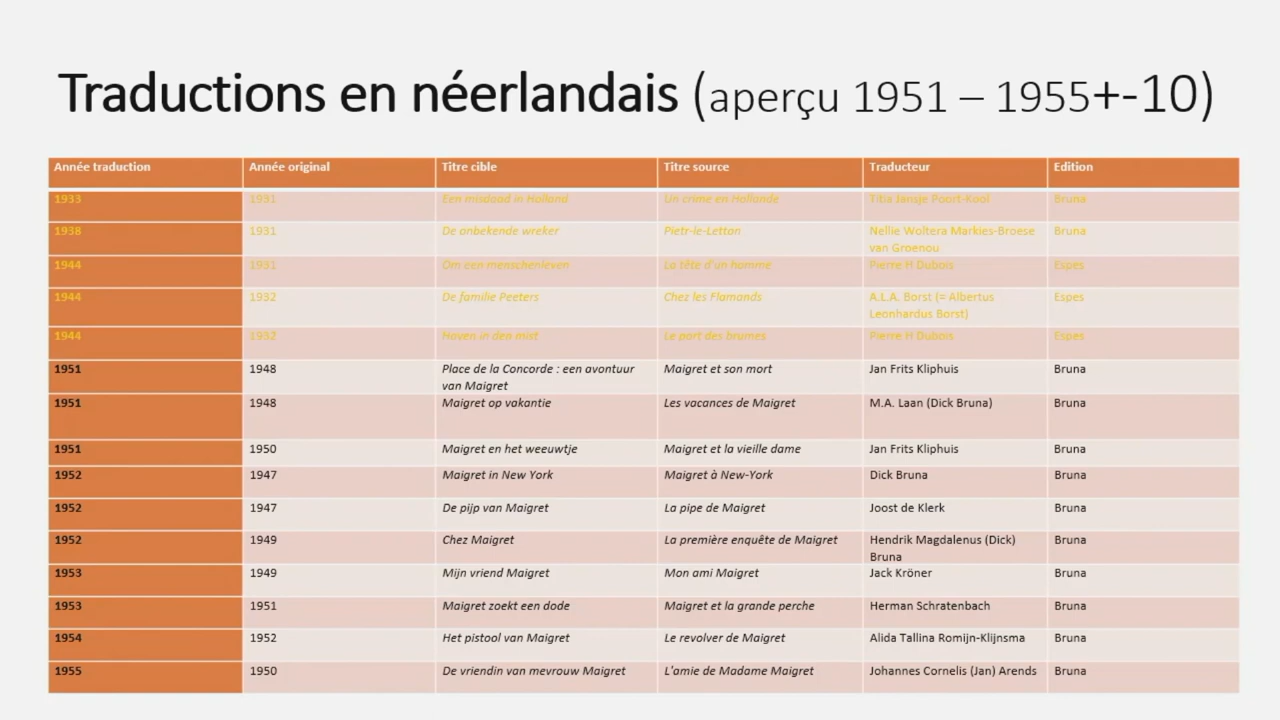 Traductions en néerlandais (aperçu 1951 – 1955+-10)
Année traduction Année original Titre cible Titre source Traducteur Edition
1933 1931 Een misdaad in Holland Un crime en Hollande Titia Jansje Poort-Kool Bruna
1938 1931 De onbekende wreker Pietr-le-Letton Nellie Woltera Markies-Broese Bruna
van Groenou
1944 1931 Om een menschenleven La tête d'un homme Pierre H Dubois Espes
1944 1932 De familie Peeters Chez les Flamands A.L.A. Borst (= Albertus Espes
Leonhardus Borst)
1944 1932 Haven in den mist Le port des brumes Pierre H Dubois Espes
1951 1948 Place de la Concorde : een avontuur Maigret et son mort Jan Frits Kliphuis Bruna
van Maigret
1951 1948 Maigret op vakantie Les vacances de Maigret M.A. Laan (Dick Bruna) Bruna
1951 1950 Maigret en het weeuwtje Maigret et la vieille dame Jan Frits Kliphuis Bruna
1952 1947 Maigret in New York Maigret à New-York Dick Bruna Bruna
1952 1947 De pijp van Maigret La pipe de Maigret Joost de Klerk Bruna
1952 1949 Chez Maigret La première enquête de Maigret Hendrik Magdalenus (Dick) Bruna
Bruna
1953 1949 Mijn vriend Maigret Mon ami Maigret Jack Kröner Bruna
1953 1951 Maigret zoekt een dode Maigret et la grande perche Herman Schratenbach Bruna
1954 1952 Het pistool van Maigret Le revolver de Maigret Alida Tallina Romijn-Klijnsma Bruna
1955 1950 De vriendin van mevrouw Maigret L'amie de Madame Maigret Johannes Cornelis (Jan) Arends Bruna